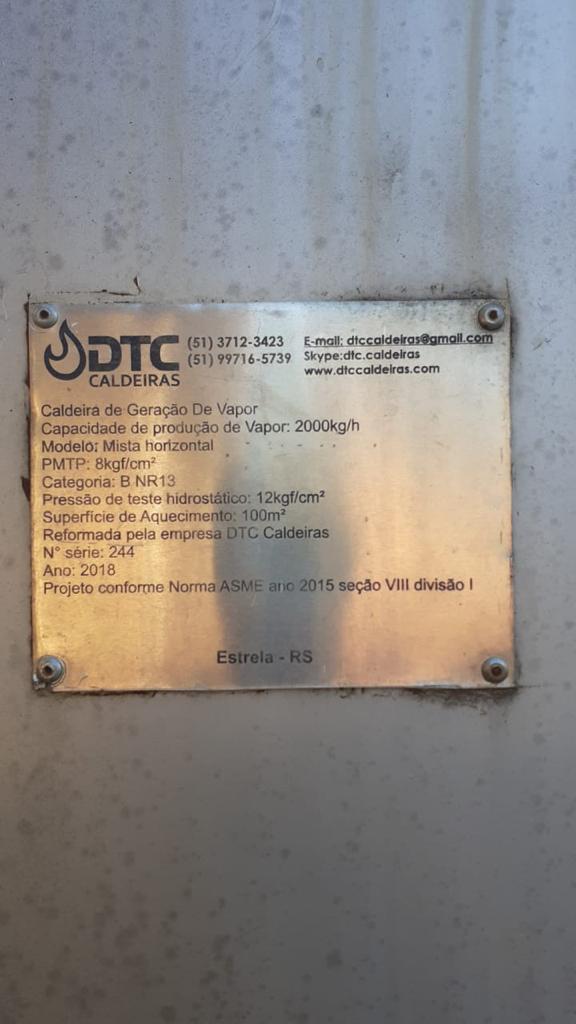 DTC
CALDEIRAS
(51) 3712-3423
(51) 99716-5739
E-mail: dtccaldeiras@gmail.com
Skype:dtc.caldeiras
www.dtccaldeiras.com
Caldeira de Geração De Vapor
Capacidade de produção de Vapor: 2000kg/h
Modelo: Mista horizontal
PMTP: 8kgf/cm²
Categoria: B NR13
Pressão de teste hidrostático: 12kgf/cm²
Superfície de Aquecimento: 100m²
Reformada pela empresa DTC Caldeiras
N° série: 244
Ano: 2018
Projeto conforme Norma ASME ano 2015 seção VIII divisão I
Estrela - RS